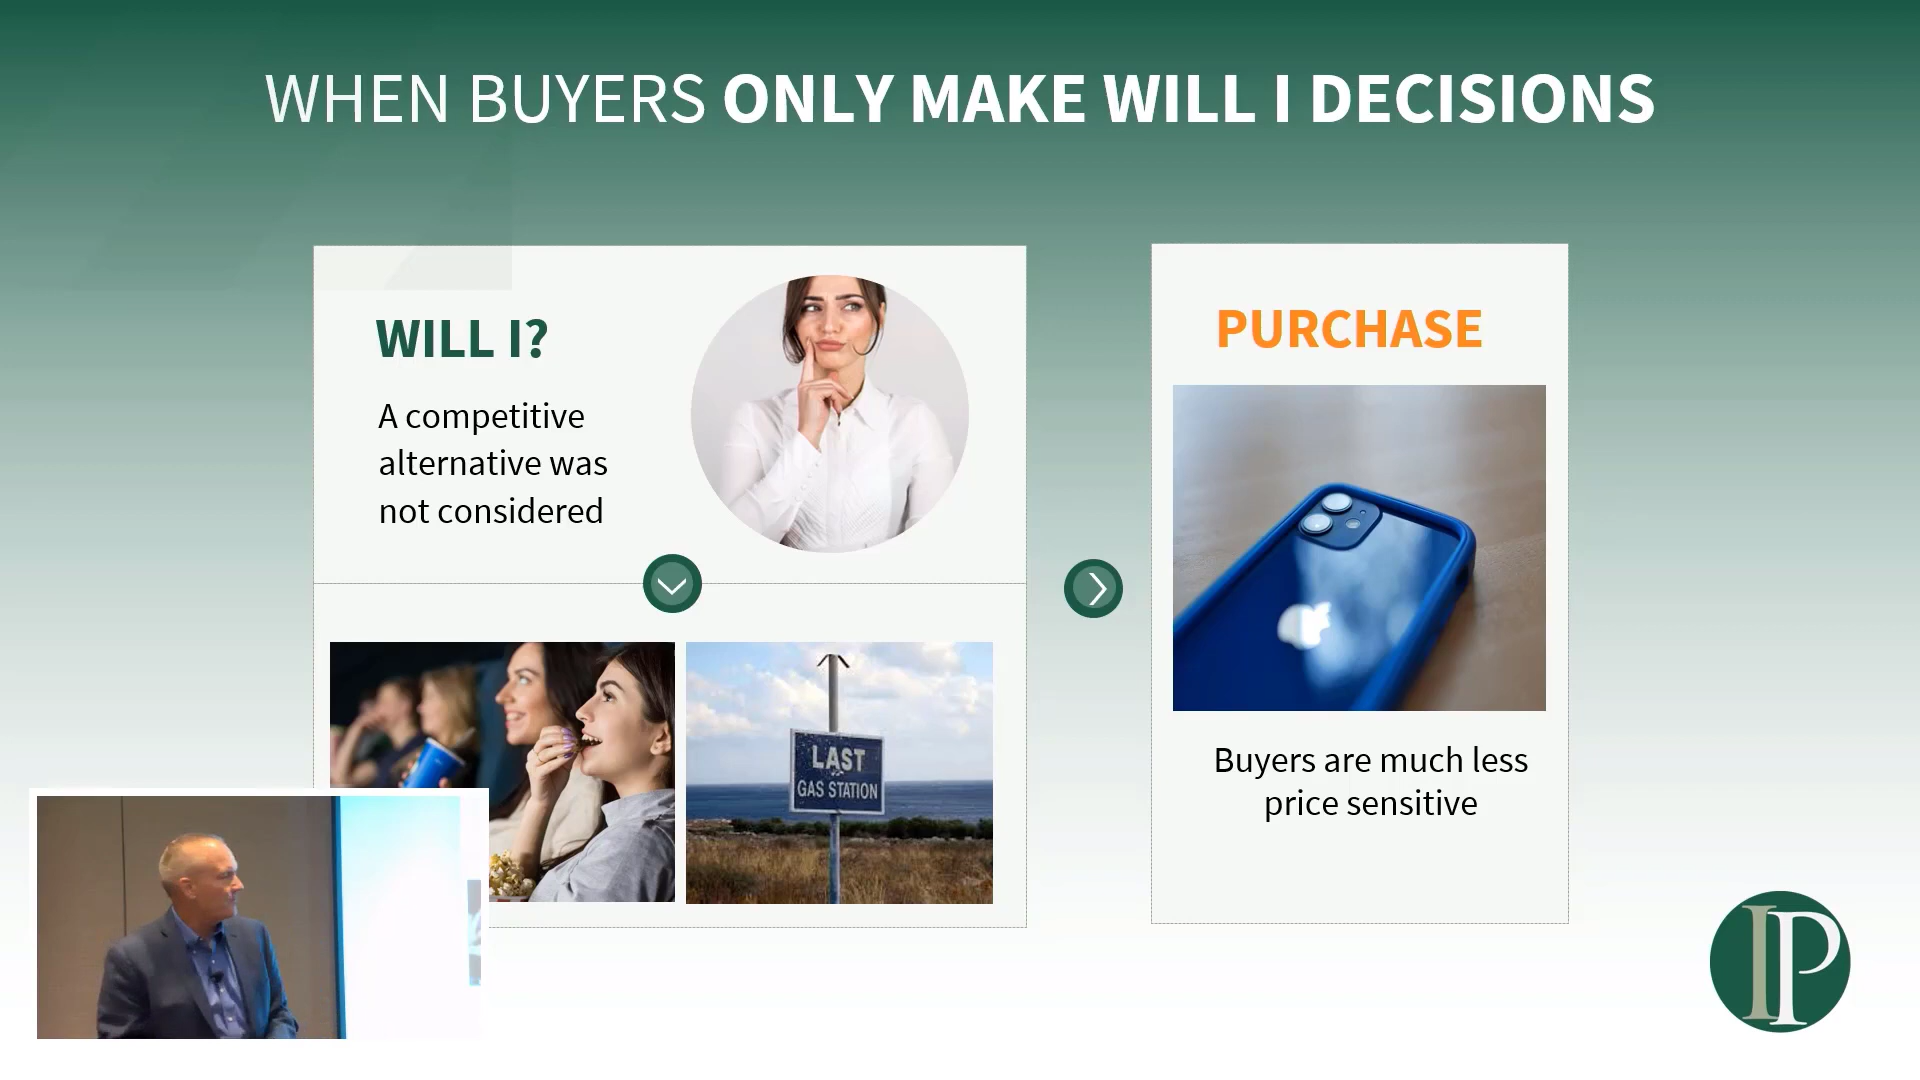 WHEN BUYERS ONLY MAKE WILL I DECISIONS
WILL I?
A competitive
alternative was
not considered
LAST
GAS STATION
PURCHASE
Buyers are much less
price sensitive
IP